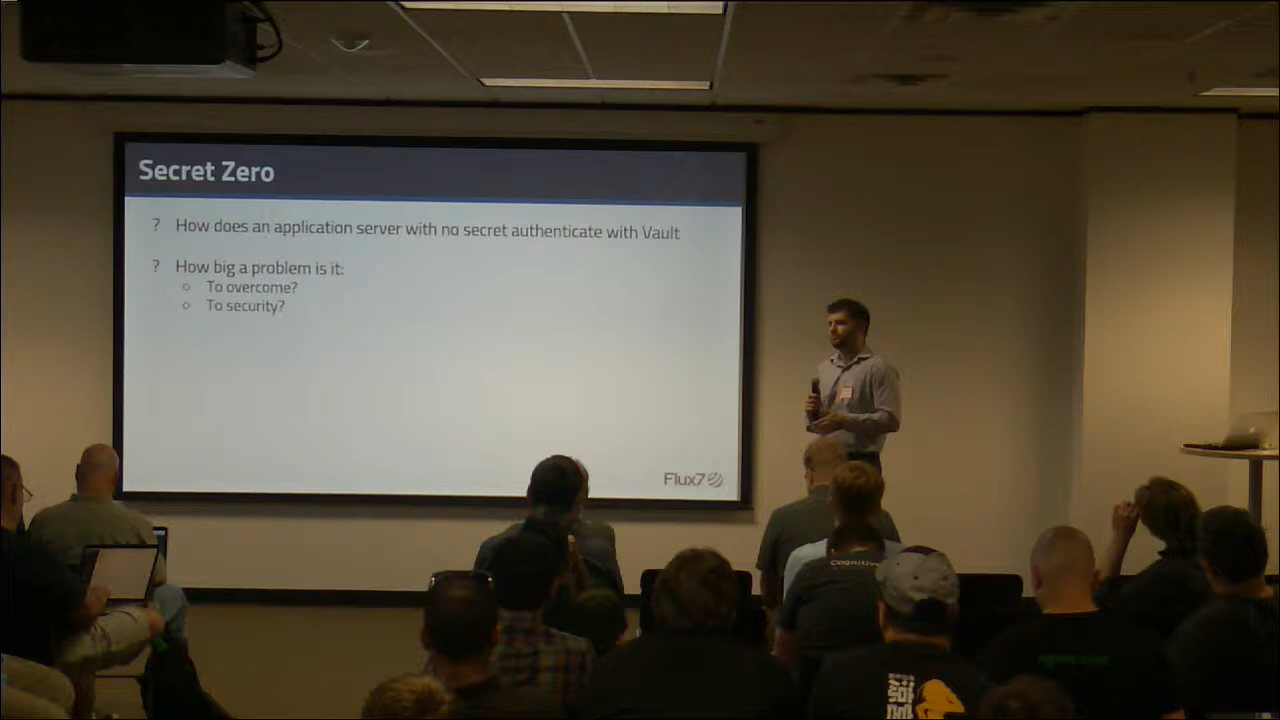 Secret Zero
? How does an application server with no secret authenticate with Vault
? How big a problem is it:
○ To overcome?
○ To security?
Flux7
Cognitive